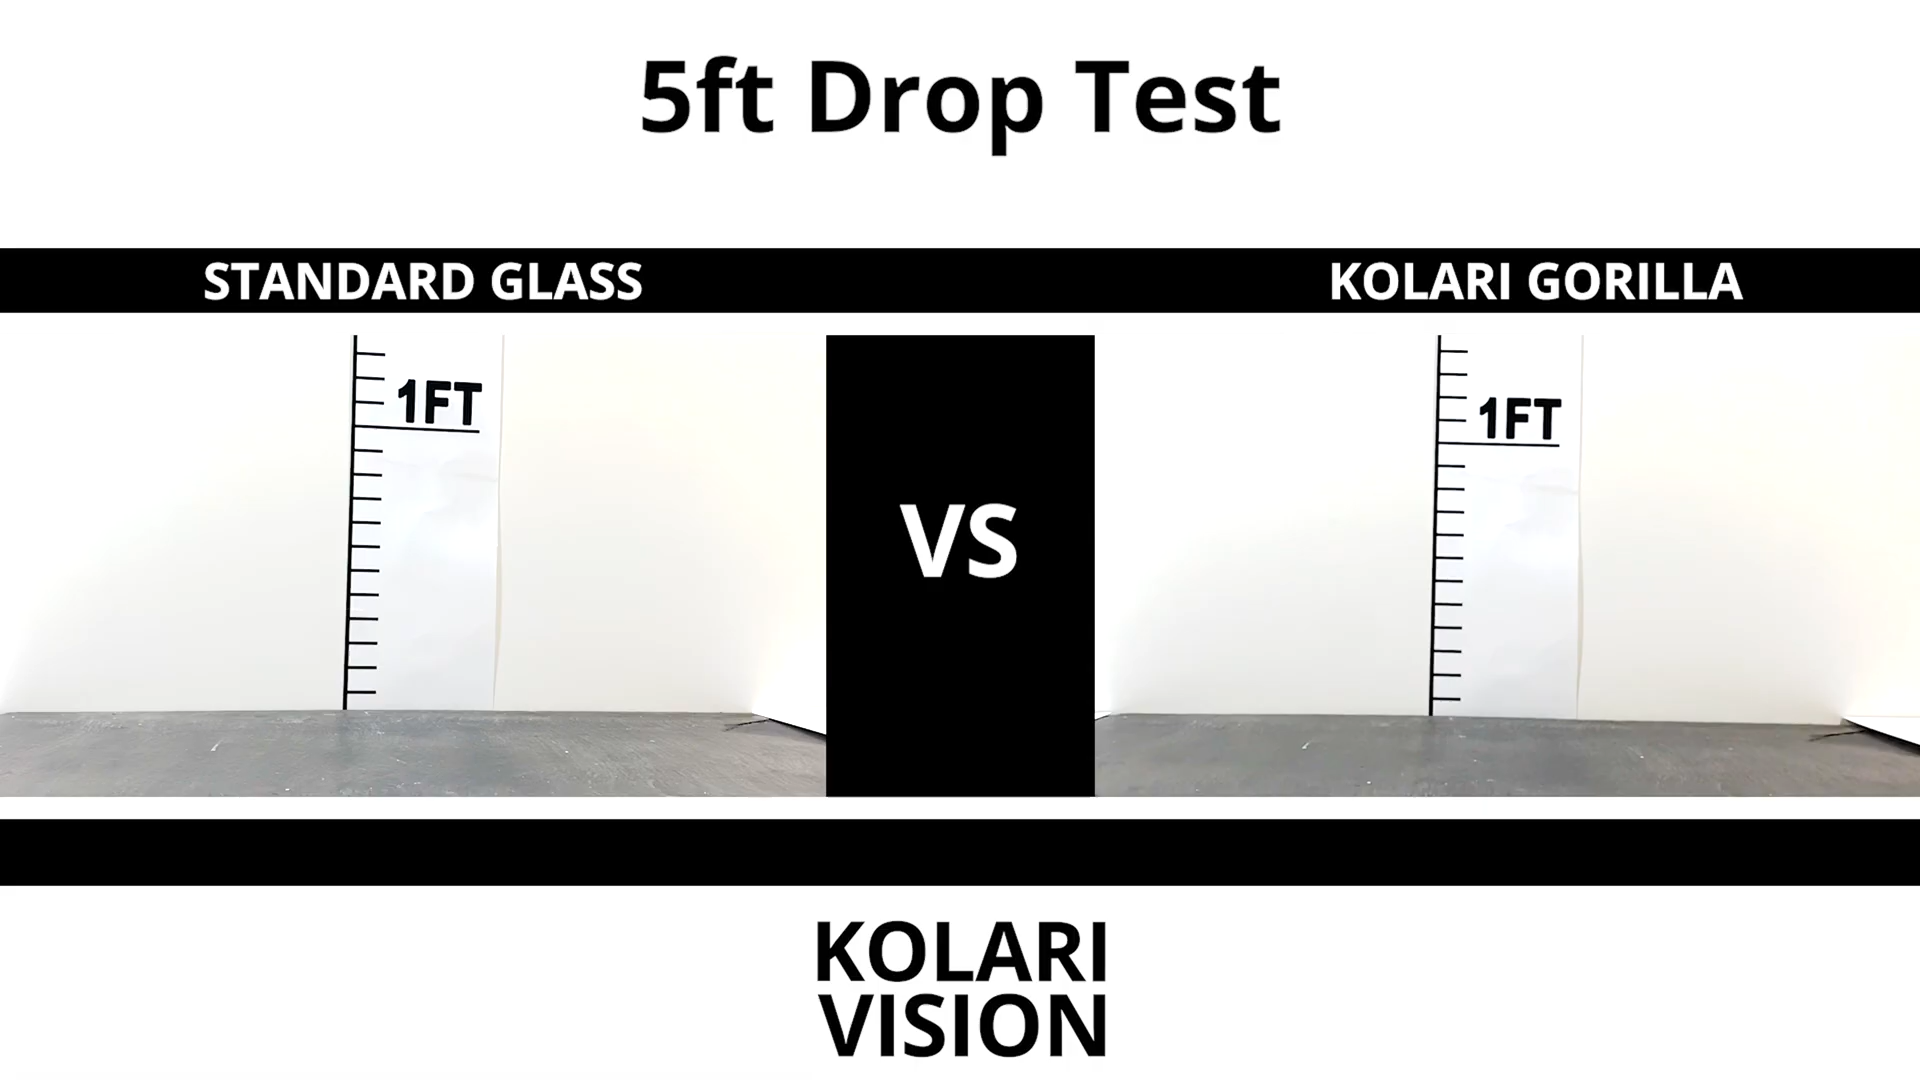 5ft Drop Test
STANDARD GLASS
KOLARI GORILLA
1FT
VS
1FT
KOLARI
VISION